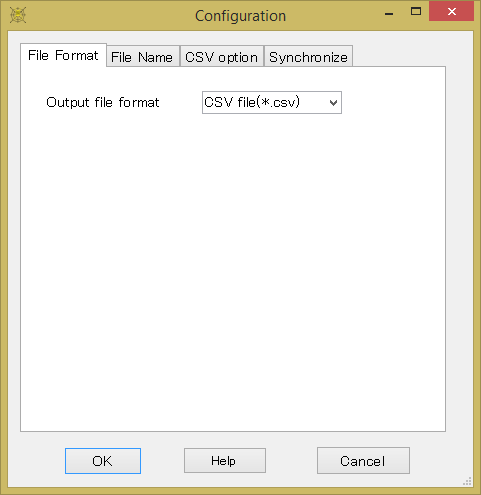 Configuration
File Format File Name CSV option Synchronize
Output file format CSV file(*.csv)
OK Help Cancel